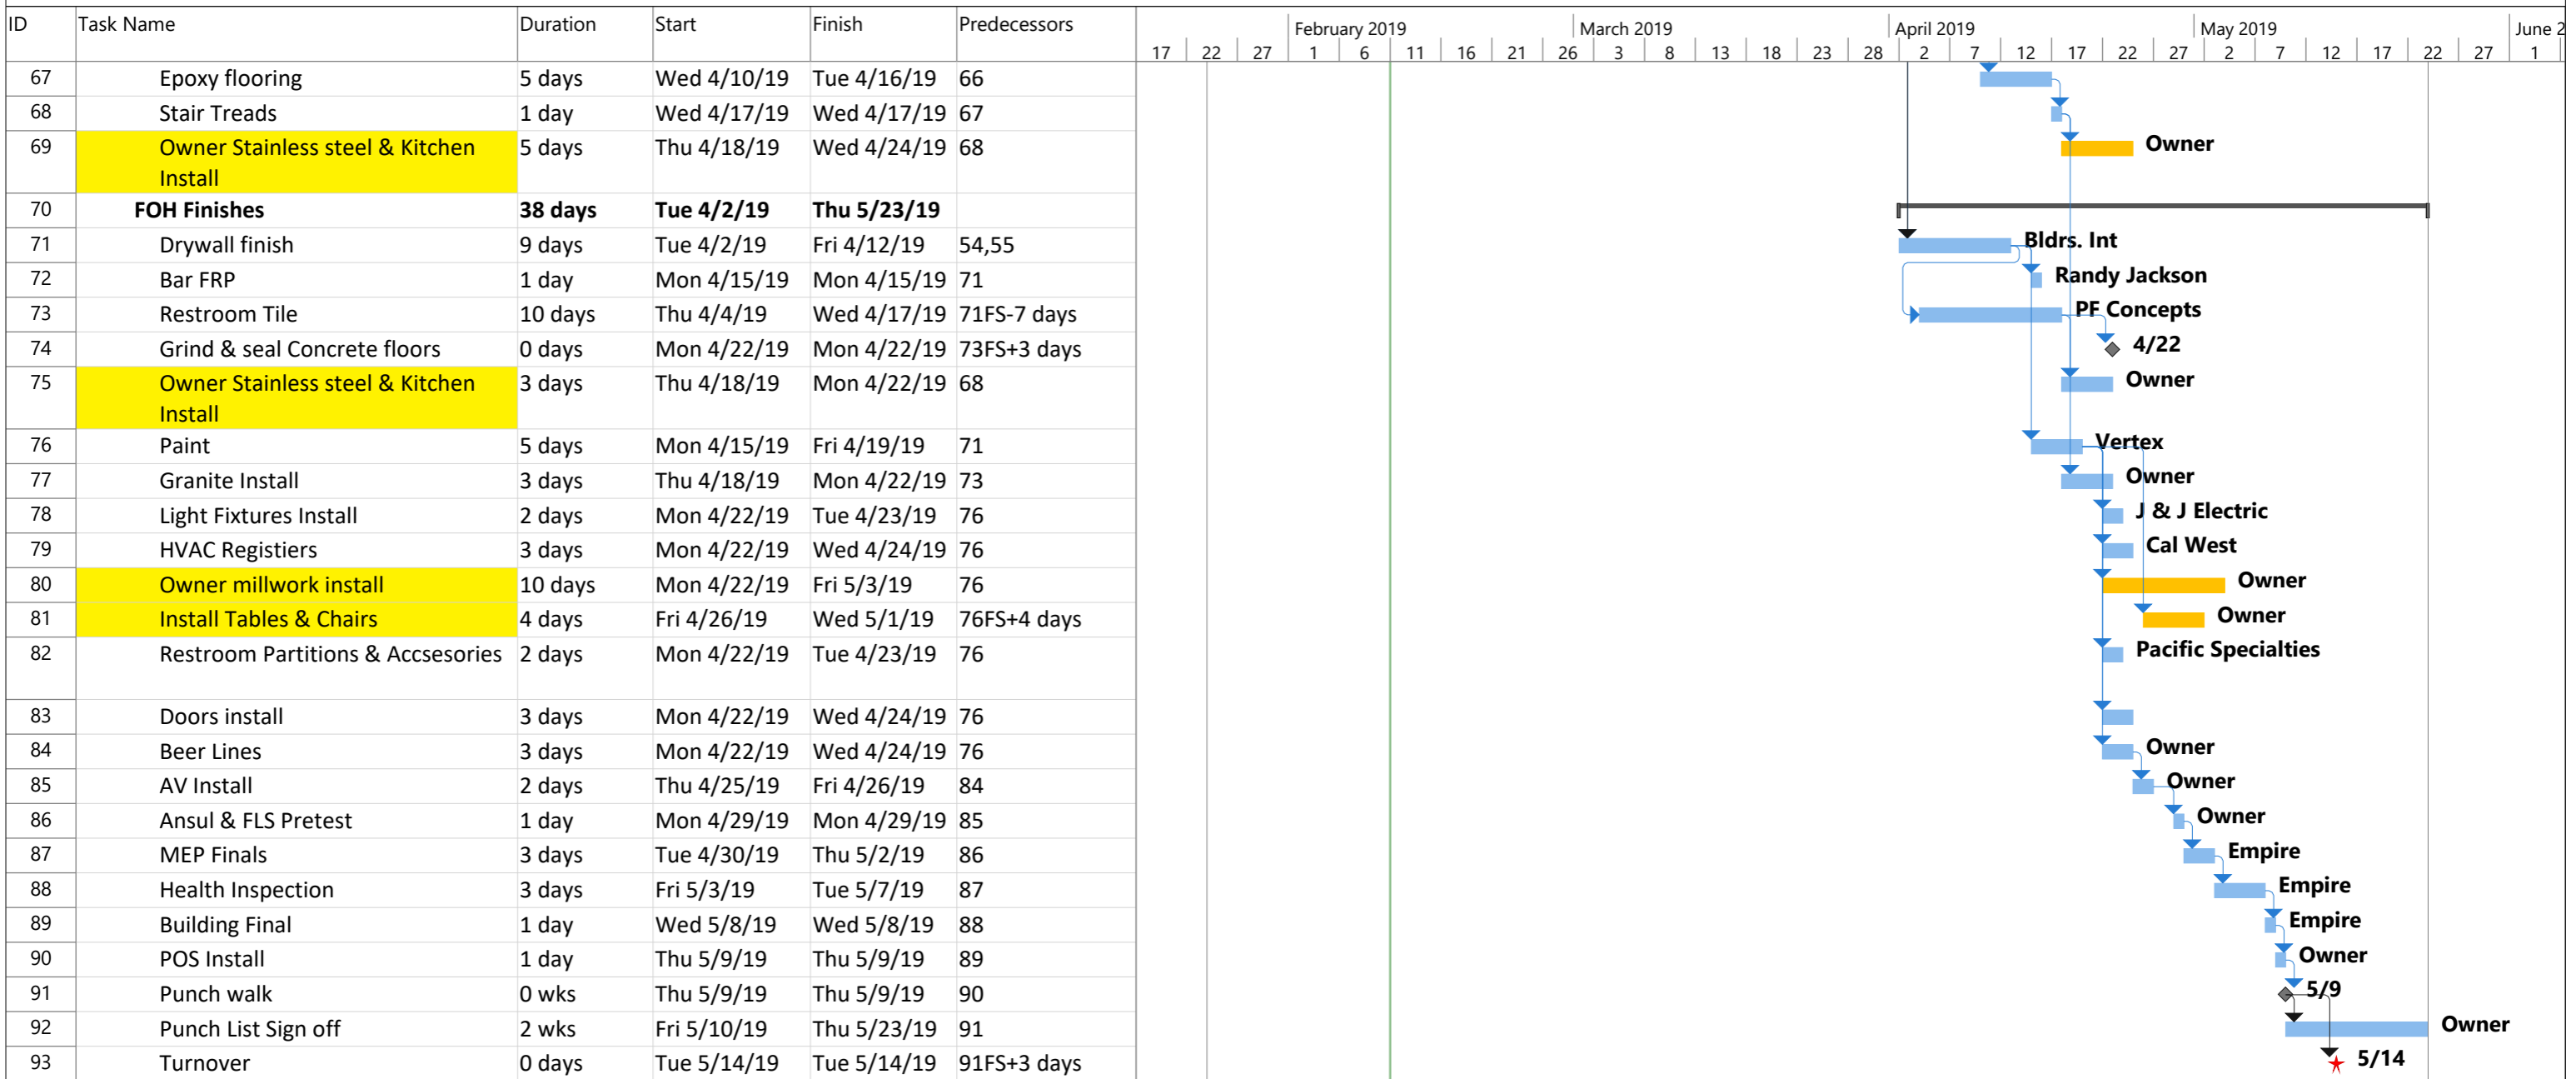 ID Task Name Duration Start Finish Predecessors
February 2019 March 2019 April 2019 May 2019 June 2
17 22 27 1 6 11 16 21 26 3 8 13 18 23 28 2 7 12 17 22 27 2 7 12 17 22 27 1
67 Epoxy flooring 5 days Wed 4/10/19 Tue 4/16/19 66
68 Stair Treads 1 day Wed 4/17/19 Wed 4/17/19 67
69 Owner Stainless steel & Kitchen 5 days Thu 4/18/19 Wed 4/24/19 68 Owner
Install
70 FOH Finishes 38 days Tue 4/2/19 Thu 5/23/19
71 Drywall finish 9 days Tue 4/2/19 Fri 4/12/19 54,55 Bldrs. Int
72 Bar FRP 1 day Mon 4/15/19 Mon 4/15/19 71 Randy Jackson
73 Restroom Tile 10 days Thu 4/4/19 Wed 4/17/19 71FS-7 days PF Concepts
74 Grind & seal Concrete floors 0 days Mon 4/22/19 Mon 4/22/19 73FS+3 days 4/22
75 Owner Stainless steel & Kitchen 3 days Thu 4/18/19 Mon 4/22/19 68 Owner
Install
76 Paint 5 days Mon 4/15/19 Fri 4/19/19 71 Vertex
77 Granite Install 3 days Thu 4/18/19 Mon 4/22/19 73 Owner
78 Light Fixtures Install 2 days Mon 4/22/19 Tue 4/23/19 76 J & J Electric
79 HVAC Registiers 3 days Mon 4/22/19 Wed 4/24/19 76 Cal West
80 Owner millwork install 10 days Mon 4/22/19 Fri 5/3/19 76 Owner
81 Install Tables & Chairs 4 days Fri 4/26/19 Wed 5/1/19 76FS+4 days Owner
82 Restroom Partitions & Accsesories 2 days Mon 4/22/19 Tue 4/23/19 76 Pacific Specialties
83 Doors install 3 days Mon 4/22/19 Wed 4/24/19 76
84 Beer Lines 3 days Mon 4/22/19 Wed 4/24/19 76 Owner
85 AV Install 2 days Thu 4/25/19 Fri 4/26/19 84 Owner
86 Ansul & FLS Pretest 1 day Mon 4/29/19 Mon 4/29/19 85 Owner
87 MEP Finals 3 days Tue 4/30/19 Thu 5/2/19 86 Empire
88 Health Inspection 3 days Fri 5/3/19 Tue 5/7/19 87 Empire
89 Building Final 1 day Wed 5/8/19 Wed 5/8/19 88 Empire
90 POS Install 1 day Thu 5/9/19 Thu 5/9/19 89 Owner
91 Punch walk 0 wks Thu 5/9/19 Thu 5/9/19 90 5/9
92 Punch List Sign off 2 wks Fri 5/10/19 Thu 5/23/19 91 Owner
93 Turnover 0 days Tue 5/14/19 Tue 5/14/19 91FS+3 days 5/14